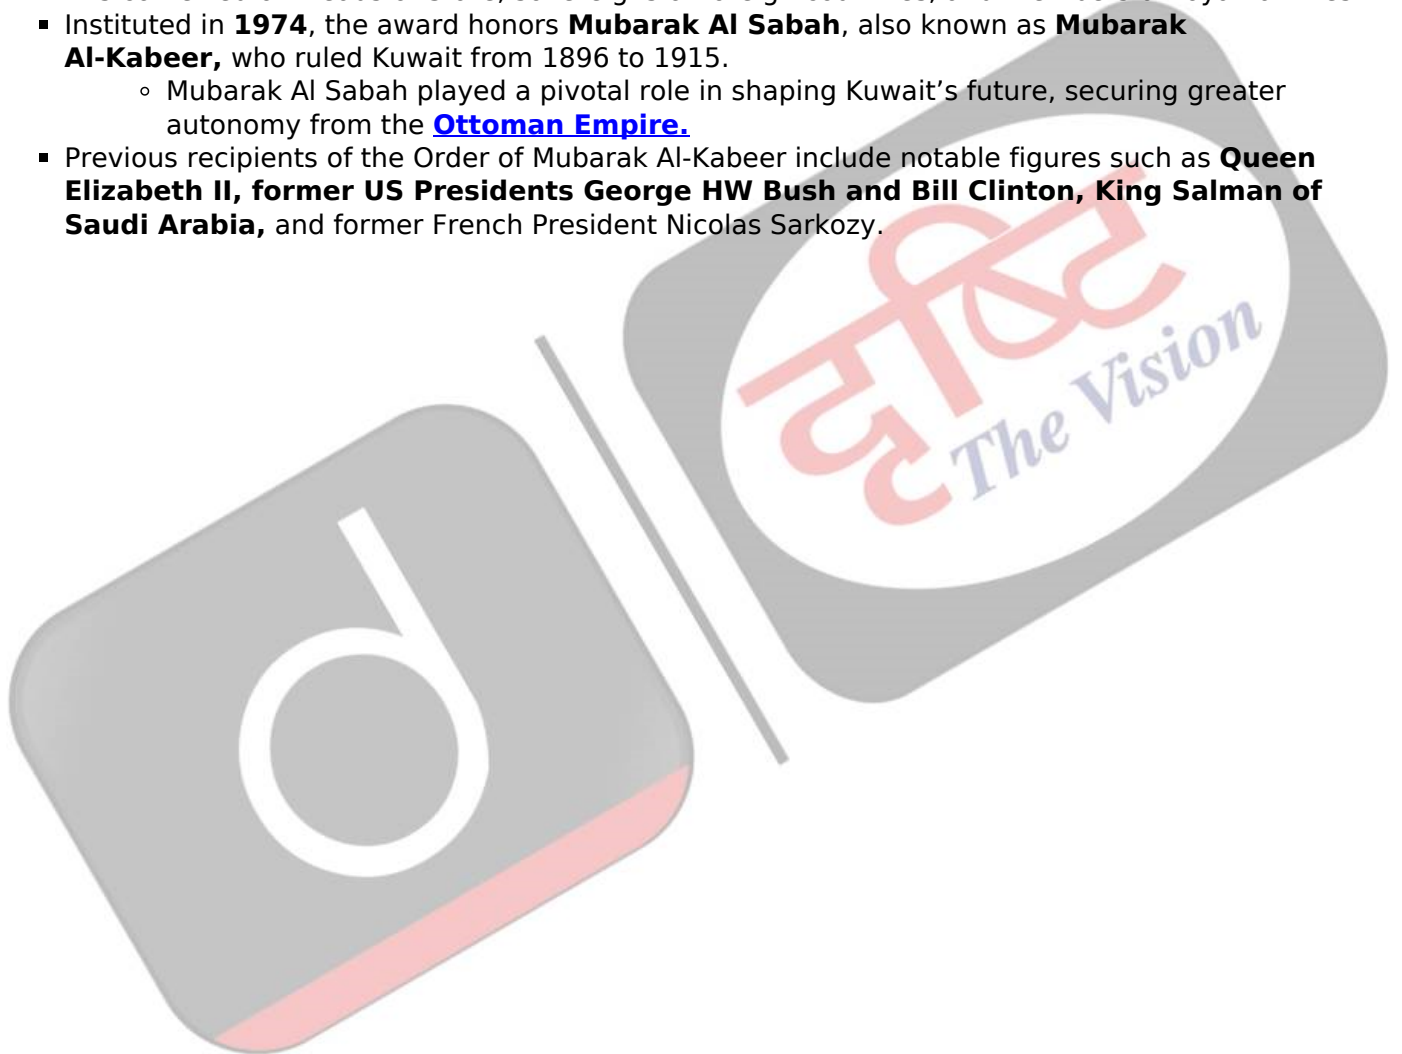 Instituted in 1974, the award honors Mubarak Al Sabah, also known as Mubarak
Al-Kabeer, who ruled Kuwait from 1896 to 1915.
Mubarak Al Sabah played a pivotal role in shaping Kuwait’s future, securing greater
autonomy from the Ottoman Empire.
Previous recipients of the Order of Mubarak Al-Kabeer include notable figures such as Queen
Elizabeth II, former US Presidents George HW Bush and Bill Clinton, King Salman of
Saudi Arabia, and former French President Nicolas Sarkozy.
दृष्टि
The Vision
d